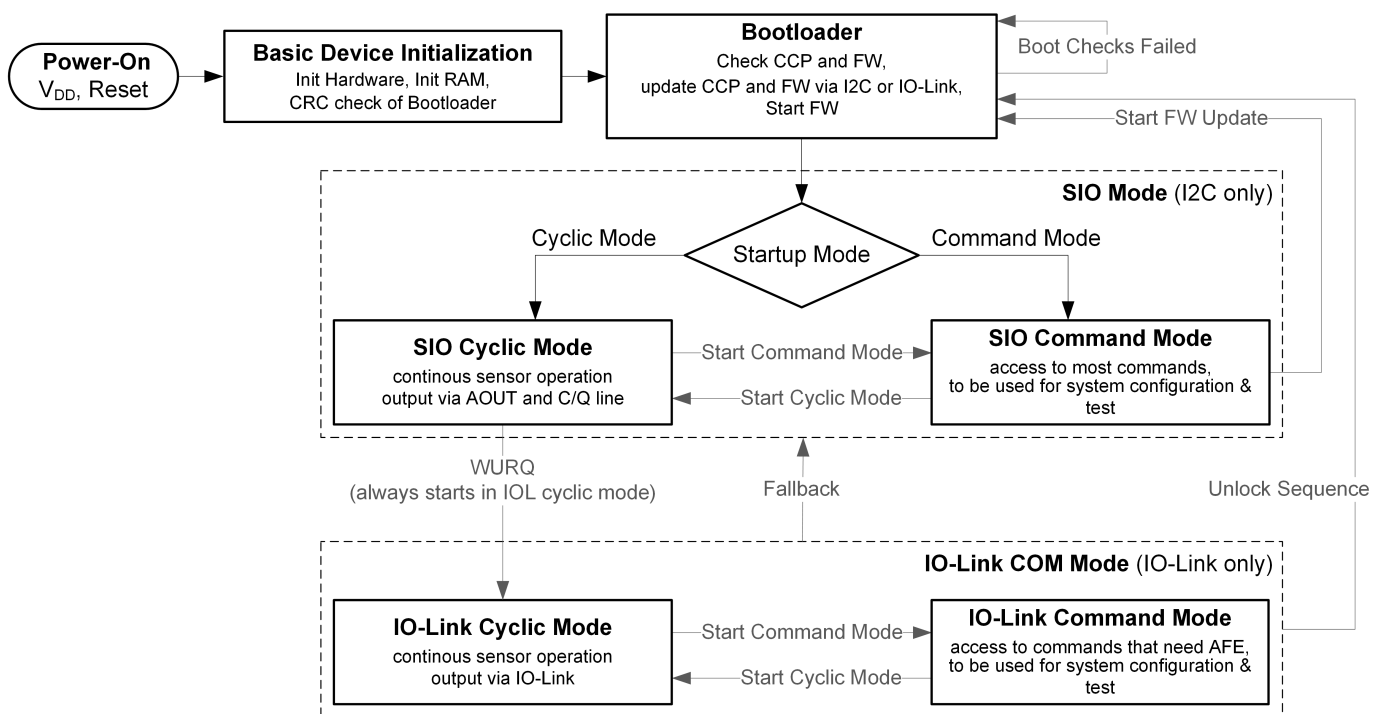 Power-On
VDD, Reset
Basic Device Initialization
Init Hardware, Init RAM,
CRC check of Bootloader
Bootloader
Check CCP and FW,
update CCP and FW via I2C or IO-Link,
Start FW
Boot Checks Failed
Start FW Update
SIO Mode (I2C only)
Cyclic Mode
Startup Mode
Command Mode
SIO Cyclic Mode
continous sensor operation
output via AOUT and C/Q line
Start Command Mode
Start Cyclic Mode
SIO Command Mode
access to most commands,
to be used for system configuration &
test
WURQ
(always starts in IOL cyclic mode)
Fallback
Unlock Sequence
IO-Link COM Mode (IO-Link only)
IO-Link Cyclic Mode
continous sensor operation
output via IO-Link
Start Command Mode
Start Cyclic Mode
IO-Link Command Mode
access to commands that need AFE,
to be used for system configuration &
test